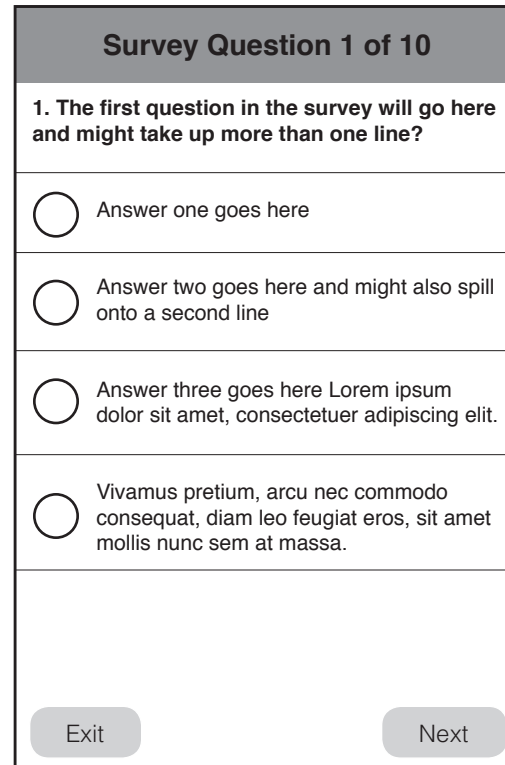 Survey Question 1 of 10
1. The first question in the survey will go here
and might take up more than one line?
Answer one goes here
Answer two goes here and might also spill
onto a second line
Answer three goes here Lorem ipsum
dolor sit amet, consectetuer adipiscing elit.
Vivamus pretium, arcu nec commodo
consequat, diam leo feugiat eros, sit amet
mollis nunc sem at massa.
Exit
Next